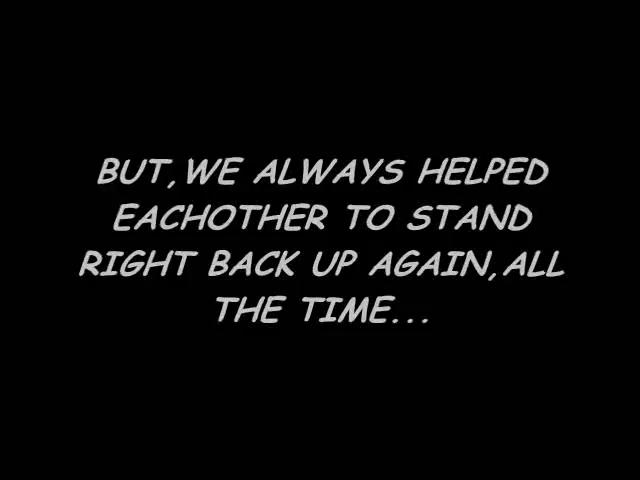 BUT,WE ALWAYS HELPED
EACHOTHER TO STAND
RIGHT BACK UP AGAIN,ALL
THE TIME...